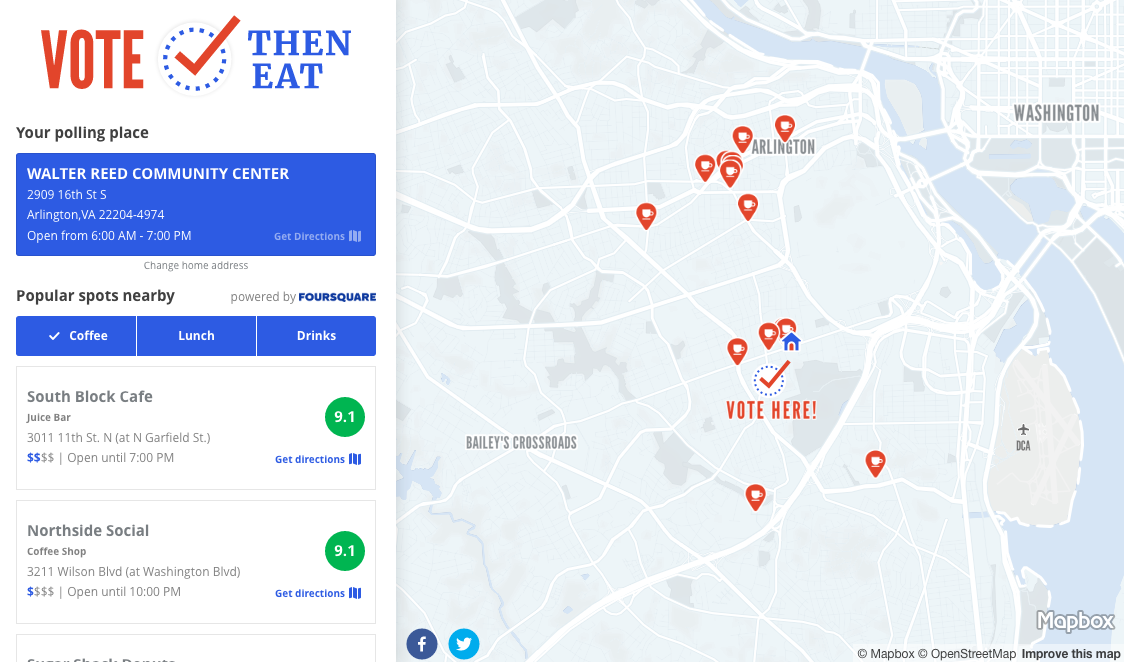 VOTE THEN
EAT
Your polling place
WALTER REED COMMUNITY CENTER
2909 16th St S
Arlington,VA 22204-4974
Open from 6:00 AM - 7:00 PM
Get Directions
Change home address
Popular spots nearby
powered by FOURSQUARE
Coffee
Lunch
Drinks
South Block Cafe
Juice Bar
3011 11th St. N (at N Garfield St.)
$$$$ | Open until 7:00 PM
9.1
Get directions
Northside Social
Coffee Shop
3211 Wilson Blvd (at Washington Blvd)
$$$$ | Open until 10:00 PM
9.1
Get directions
Sugar Shack Donuts
WASHINGTON
ARLINGTON
VOTE HERE!
BAILEY'S CROSSROADS
DCA
Mapbox
© Mapbox © OpenStreetMap Improve this map